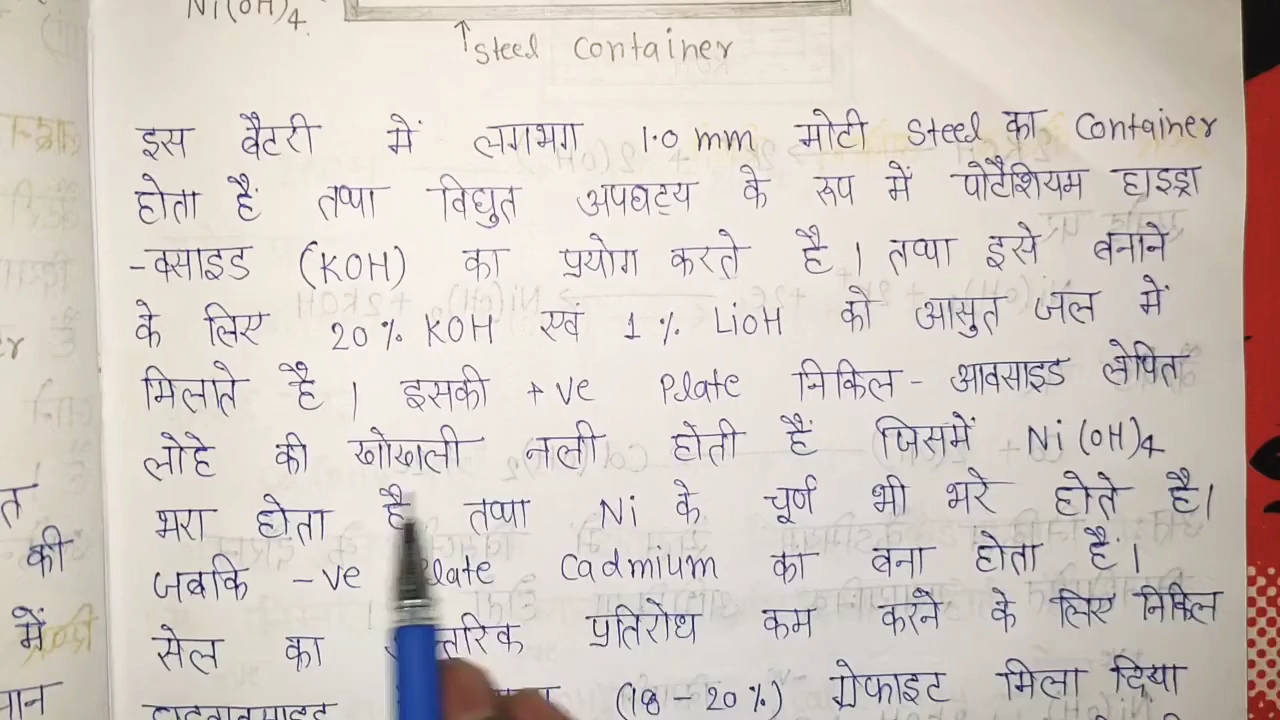 Ni(OH)4
↑Steel Container
इस बैटरी में लगभग 1.0 mm मोटी Steel का Container
होता हैं तथा विद्युत अपघट्य के रूप में पोटैशियम हाइड्रा
-क्साइड (KOH) का प्रयोग करते है। तथा इसे बनाने
के लिए 20% KOH एवं 1% LiOH को आसुत जल में
मिलाते है। इसकी +ve Plate निकिल - आक्साइड लेपित
लोहे की खोखली नली होती हैं जिसमें Ni(OH)4
भरा होता है तथा Ni के चूर्ण भी भरे होते है।
जबकि -ve Plate Cadmium का बना होता हैं।
सेल का प्रतिरोध कम करने के लिए निकिल
(18-20%) ग्रेफाइट मिला दिया
की
में